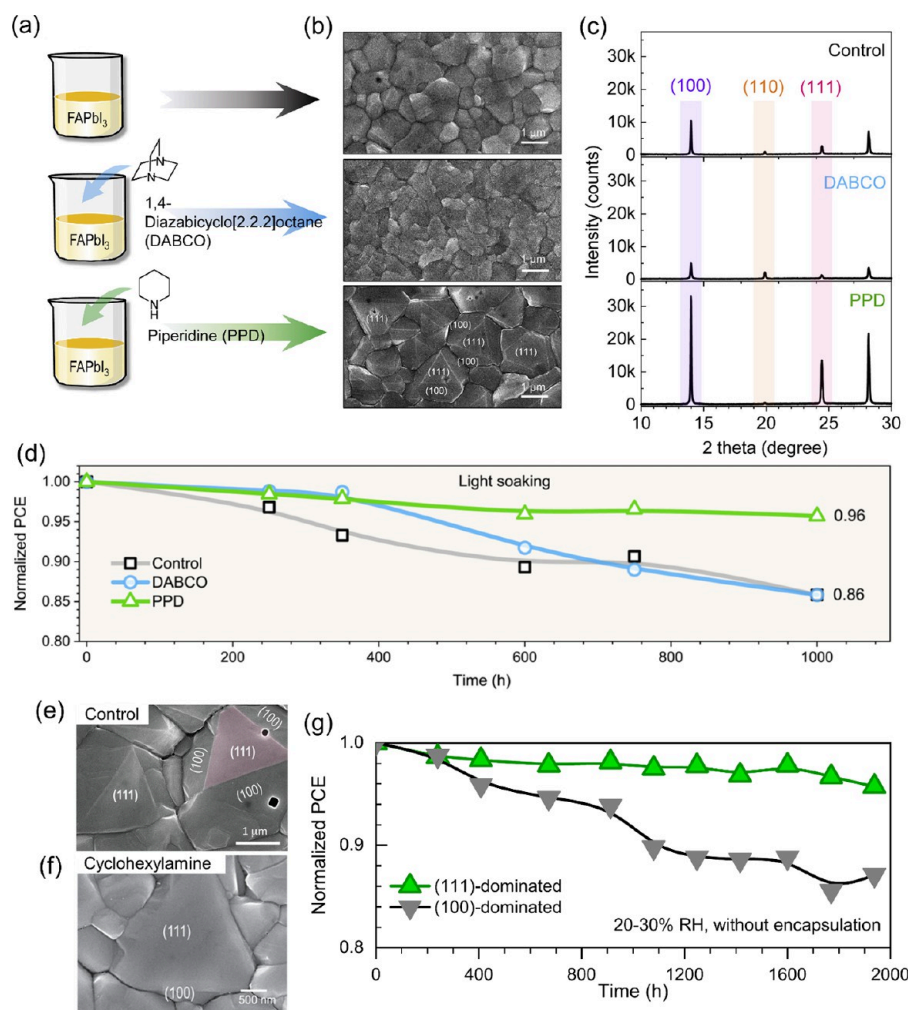 (a)
FAPbI3
N
N
1,4-
Diazabicyclo[2.2.2]octane
(DABCO)
FAPbI3
N
H
Piperidine (PPD)
FAPbI3
(b)
1 μm
1 μm
(111)
(100)
(111)
(111)
(100)
(111)
(100)
1 μm
(c)
Control
(100)
(110)
(111)
30k
20k
10k
0
DABCO
30k
20k
10k
0
PPD
30k
20k
10k
0
Intensity (counts)
10
15
20
25
30
2 theta (degree)
(d)
Light soaking
1.00
0.95
0.90
0.85
0.80
Normalized PCE
Control
DABCO
PPD
0.96
0.86
0
200
400
600
800
1000
Time (h)
(e)
Control
(100)
(100)
(111)
(111)
(100)
1 μm
(f)
Cyclohexylamine
(111)
(100)
500 nm
(g)
1.0
0.9
0.8
Normalized PCE
(111)-dominated
(100)-dominated
20-30% RH, without encapsulation
0
400
800
1200
1600
2000
Time (h)